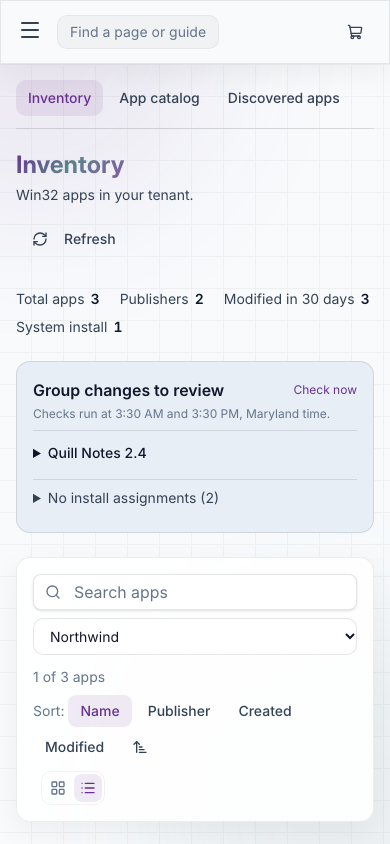 Find a page or guide
Inventory App catalog Discovered apps
Inventory
Win32 apps in your tenant.
Refresh
Total apps 3 Publishers 2 Modified in 30 days 3
System install 1
Group changes to review Check now
Checks run at 3:30 AM and 3:30 PM, Maryland time.
Quill Notes 2.4
No install assignments (2)
Search apps
Northwind
1 of 3 apps
Sort: Name Publisher Created
Modified